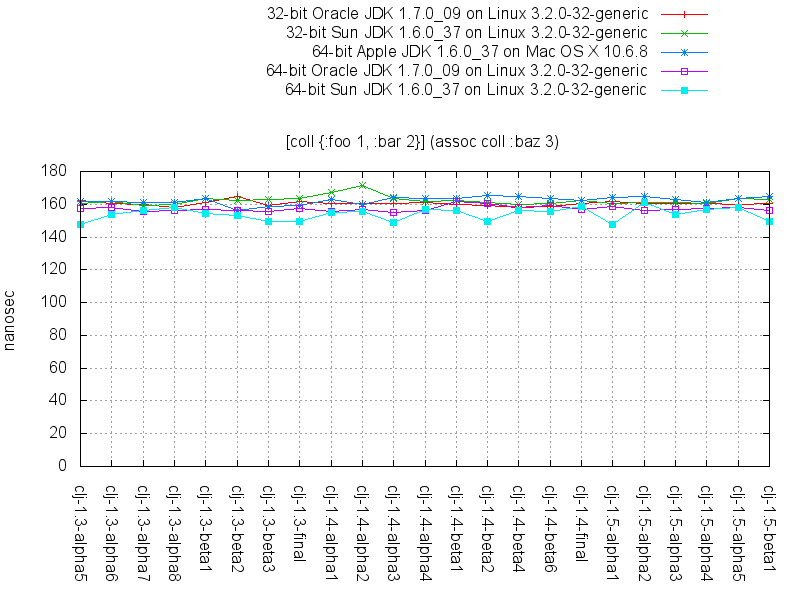 32-bit Oracle JDK 1.7.0_09 on Linux 3.2.0-32-generic
32-bit Sun JDK 1.6.0_37 on Linux 3.2.0-32-generic
64-bit Apple JDK 1.6.0_37 on Mac OS X 10.6.8
64-bit Oracle JDK 1.7.0_09 on Linux 3.2.0-32-generic
64-bit Sun JDK 1.6.0_37 on Linux 3.2.0-32-generic
[coll {:foo 1, :bar 2}] (assoc coll :baz 3)
180
160
140
120
100
80
60
40
20
0
nanosec
clj-1.3-alpha5
clj-1.3-alpha6
clj-1.3-alpha7
clj-1.3-alpha8
clj-1.3-beta1
clj-1.3-beta2
clj-1.3-beta3
clj-1.3-final
clj-1.4-alpha1
clj-1.4-alpha2
clj-1.4-alpha3
clj-1.4-alpha4
clj-1.4-beta1
clj-1.4-beta2
clj-1.4-beta4
clj-1.4-beta6
clj-1.4-final
clj-1.5-alpha1
clj-1.5-alpha2
clj-1.5-alpha3
clj-1.5-alpha4
clj-1.5-alpha5
clj-1.5-beta1